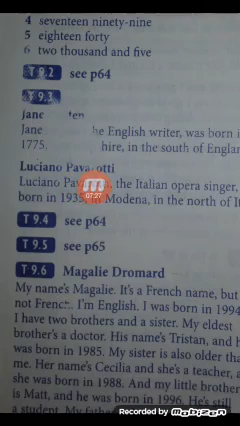 4 seventeen ninety-nine
5 eighteen forty
6 two thousand and five
T 9.2 see p64
T 9.3
Jane
Jane the English writer, was born i
1775. hire, in the south of Englan
Luciano Pavarotti
Luciano Pav , the Italian opera singer,
born in 1935 Modena, in the north of It
07:27
T 9.4 see p64
T 9.5 see p65
T 9.6 Magalie Dromard
My name's Magalie. It's a French name, but
not French. I'm English. I was born in 1994
I have two brothers and a sister. My eldest
brother's a doctor. His name's Tristan, and h
was born in 1985. My sister is also older tha
me. Her name's Cecilia and she's a teacher, a
she was born in 1988. And my little brother
is Matt, and he was born in 1996. He's still
a student. My fath
Recorded by Mobizen